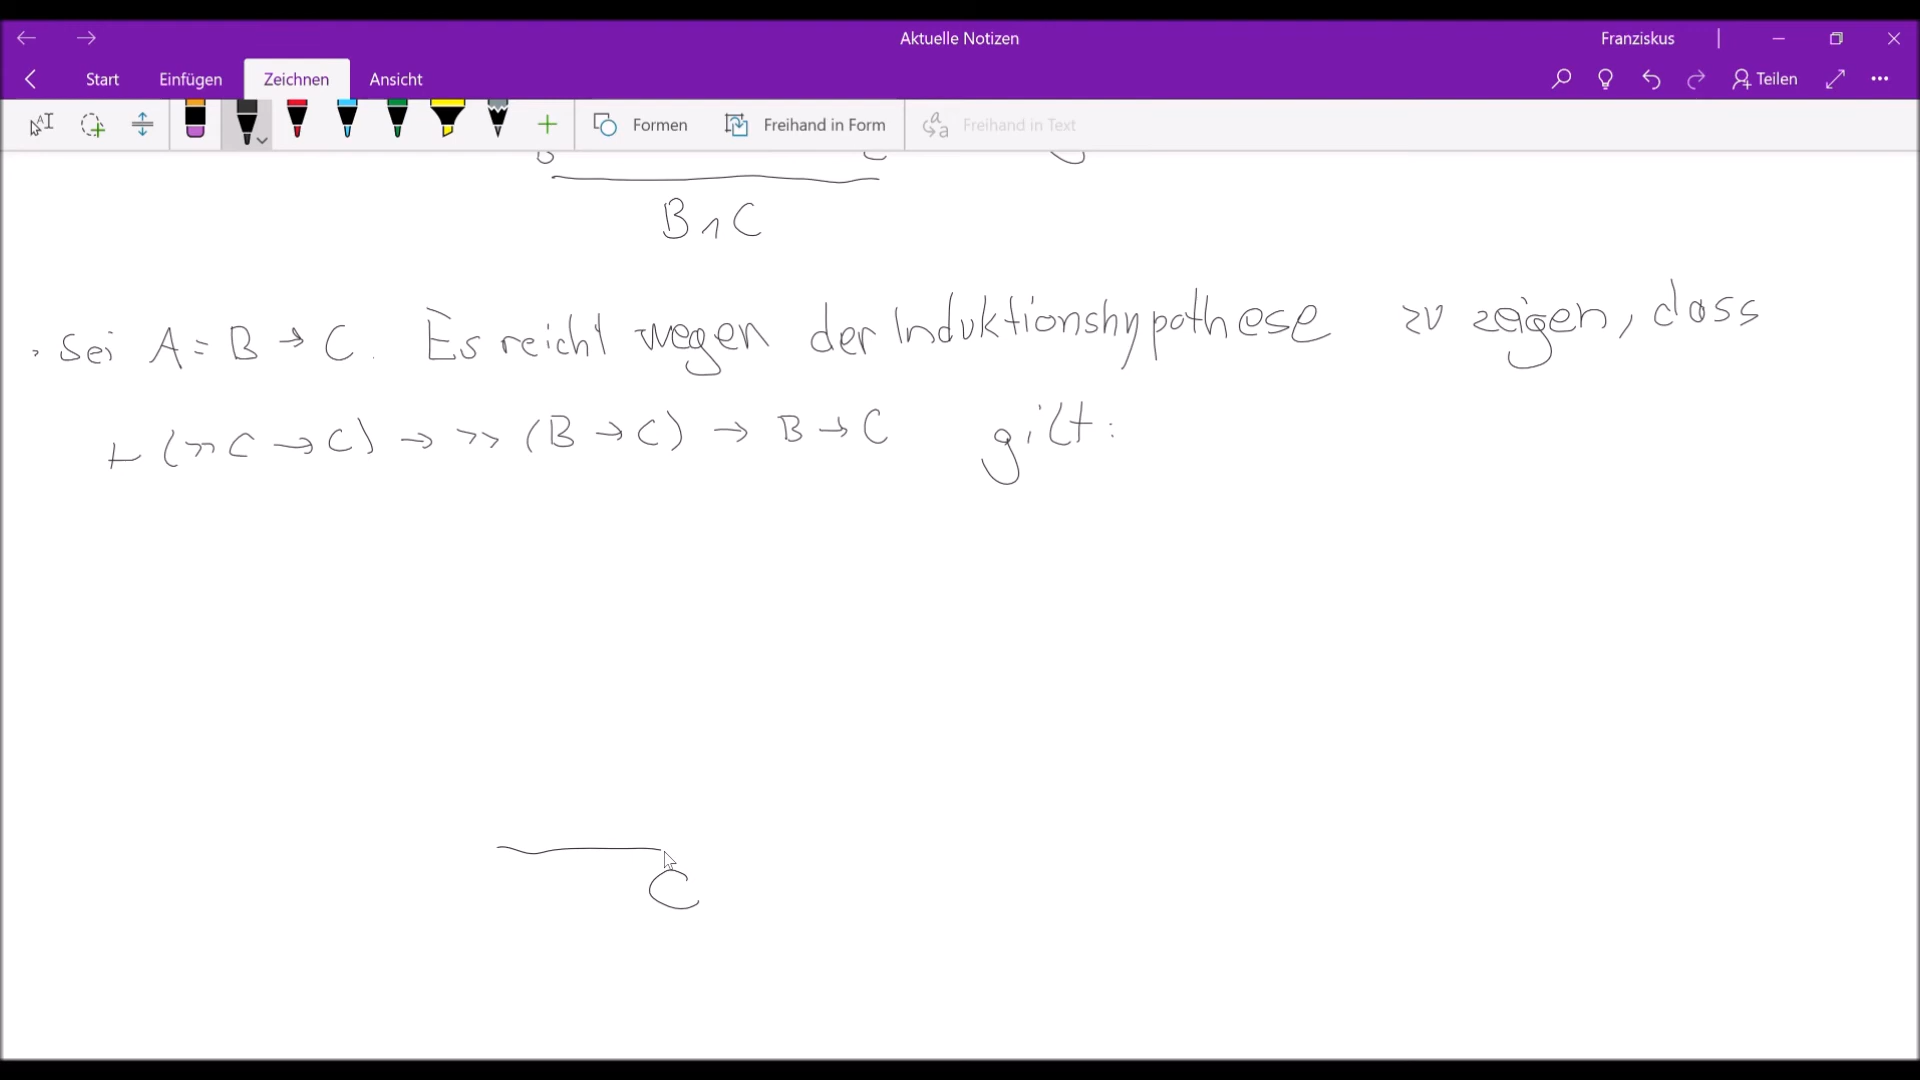 Aktuelle Notizen
Franziskus
Start Einfügen Zeichnen Ansicht
Teilen
Formen Freihand in Form Freihand in Text
B ∧ C
· Sei A = B → C. Es reicht wegen der Induktionshypothese zu zeigen, dass
⊢ (¬¬C → C) → ¬¬(B → C) → B → C gilt:
C